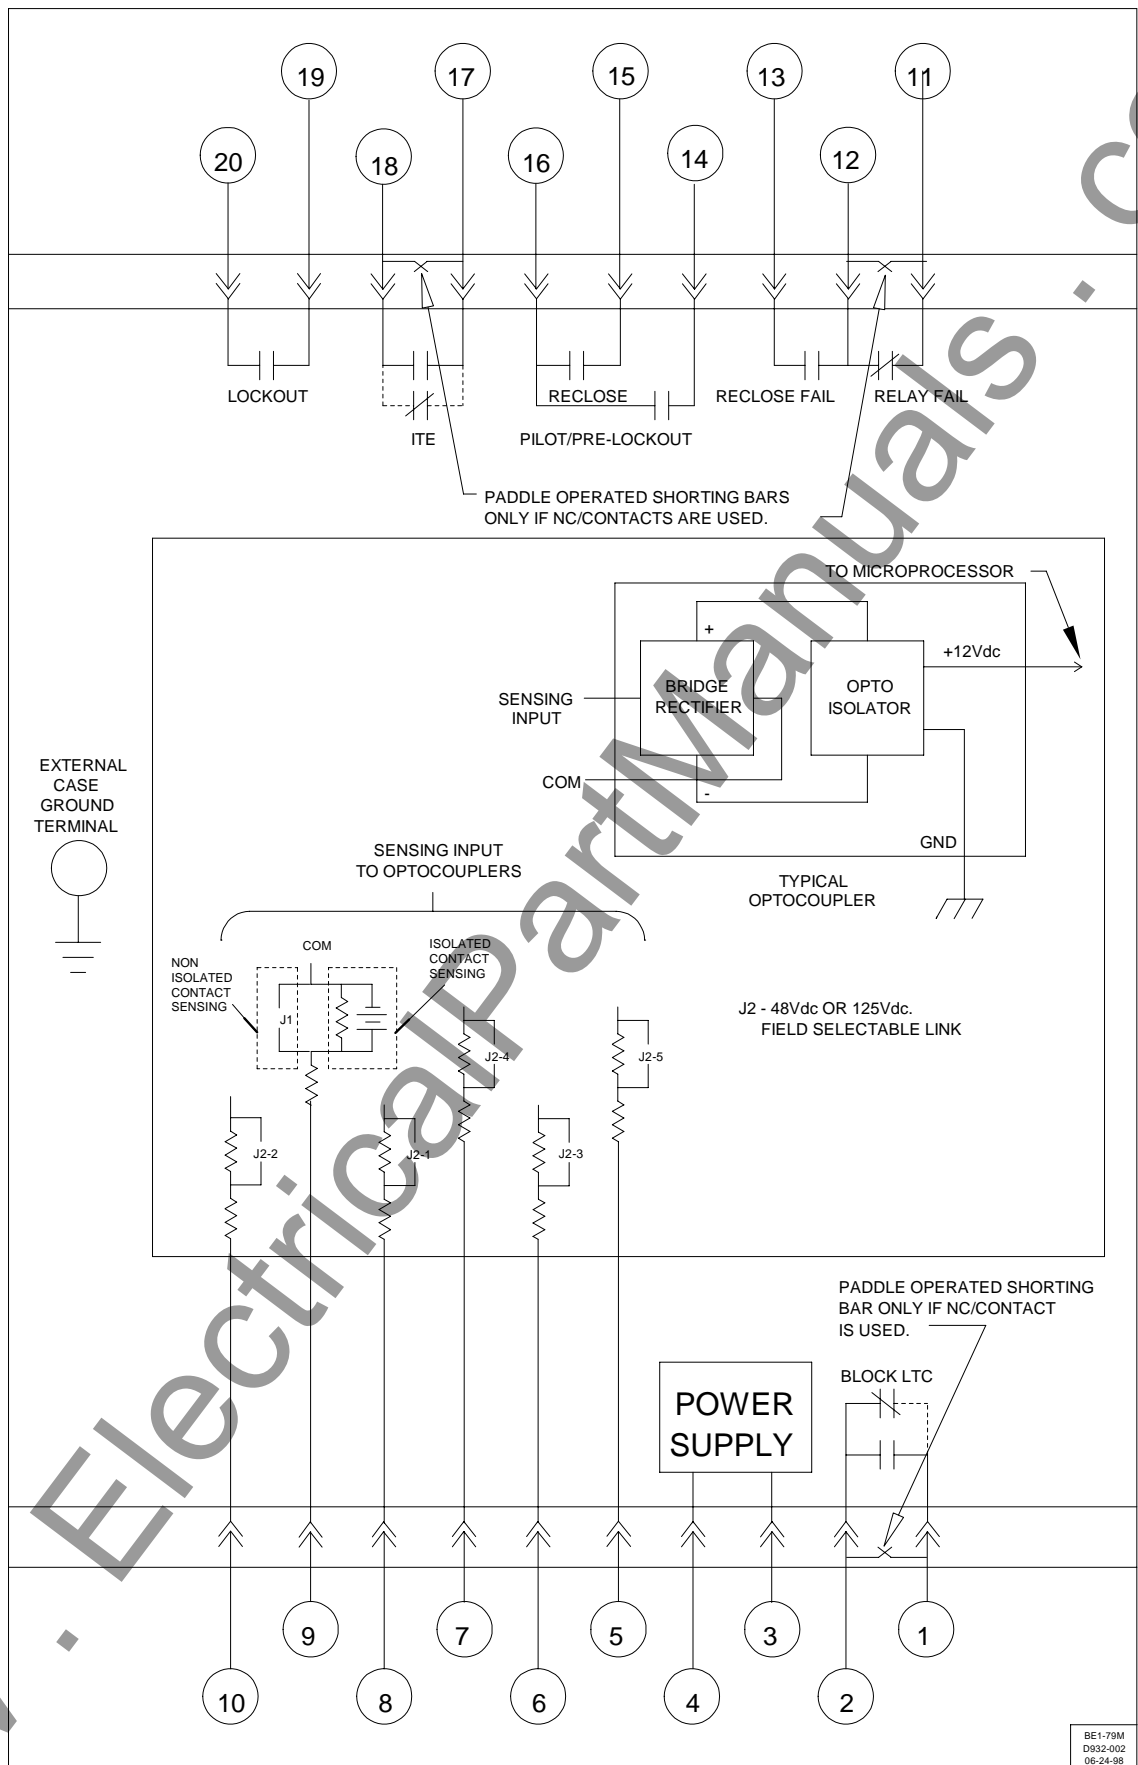 19
17
15
13
11
20
18
16
14
12
LOCKOUT
RECLOSE
RECLOSE FAIL
RELAY FAIL
ITE
PILOT/PRE-LOCKOUT
PADDLE OPERATED SHORTING BARS
ONLY IF NC/CONTACTS ARE USED.
TO MICROPROCESSOR
+
+12Vdc
BRIDGE
RECTIFIER
OPTO
ISOLATOR
SENSING
INPUT
COM
-
GND
TYPICAL
OPTOCOUPLER
EXTERNAL
CASE
GROUND
TERMINAL
SENSING INPUT
TO OPTOCOUPLERS
NON
ISOLATED
CONTACT
SENSING
COM
ISOLATED
CONTACT
SENSING
J1
J2-4
J2-5
J2 - 48Vdc OR 125Vdc.
FIELD SELECTABLE LINK
J2-2
J2-1
J2-3
PADDLE OPERATED SHORTING
BAR ONLY IF NC/CONTACT
IS USED.
BLOCK LTC
POWER
SUPPLY
9
7
5
3
1
10
8
6
4
2
BE1-79M
D932-002
06-24-98
. ElectricalPartManuals . c